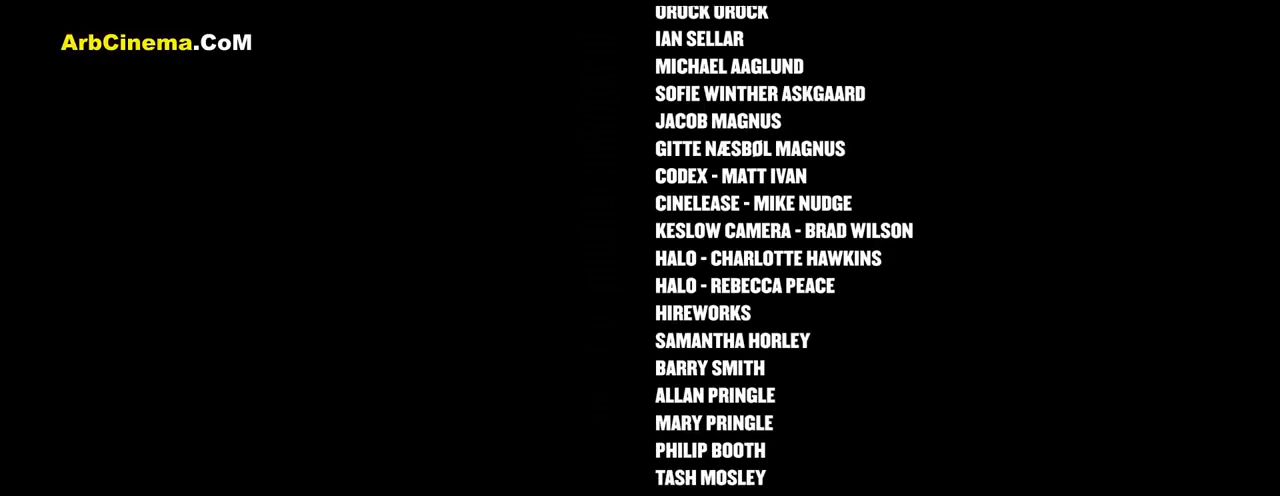 ArbCinema.CoM
OROCK OROCK
IAN SELLAR
MICHAEL AAGLUND
SOFIE WINTHER ASKGAARD
JACOB MAGNUS
GITTE NÆSBØL MAGNUS
CODEX - MATT IVAN
CINELEASE - MIKE NUDGE
KESLOW CAMERA - BRAD WILSON
HALO - CHARLOTTE HAWKINS
HALO - REBECCA PEACE
HIREWORKS
SAMANTHA HORLEY
BARRY SMITH
ALLAN PRINGLE
MARY PRINGLE
PHILIP BOOTH
TASH MOSLEY